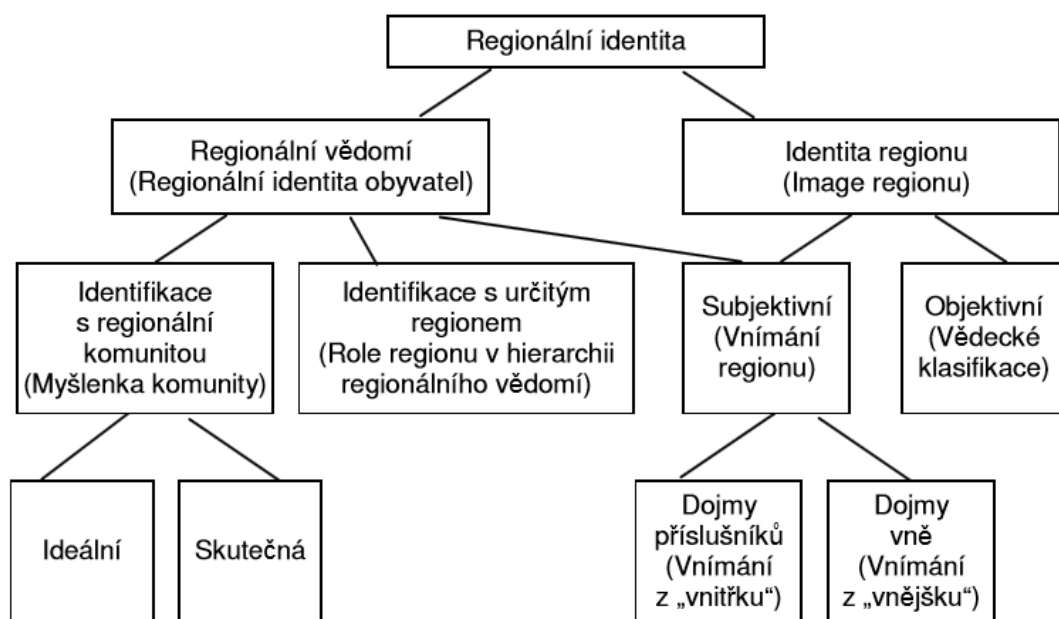 Regionální identita
Regionální vědomí
(Regionální identita obyvatel)
Identita regionu
(Image regionu)
Identifikace
s regionální
komunitou
(Myšlenka komunity)
Identifikace s určitým
regionem
(Role regionu v hierarchii
regionálního vědomí)
Subjektivní
(Vnímání
regionu)
Objektivní
(Vědecké
klasifikace)
Ideální
Skutečná
Dojmy
příslušníků
(Vnímání
z „vnitřku“)
Dojmy
vně
(Vnímání
z „vnějšku“)